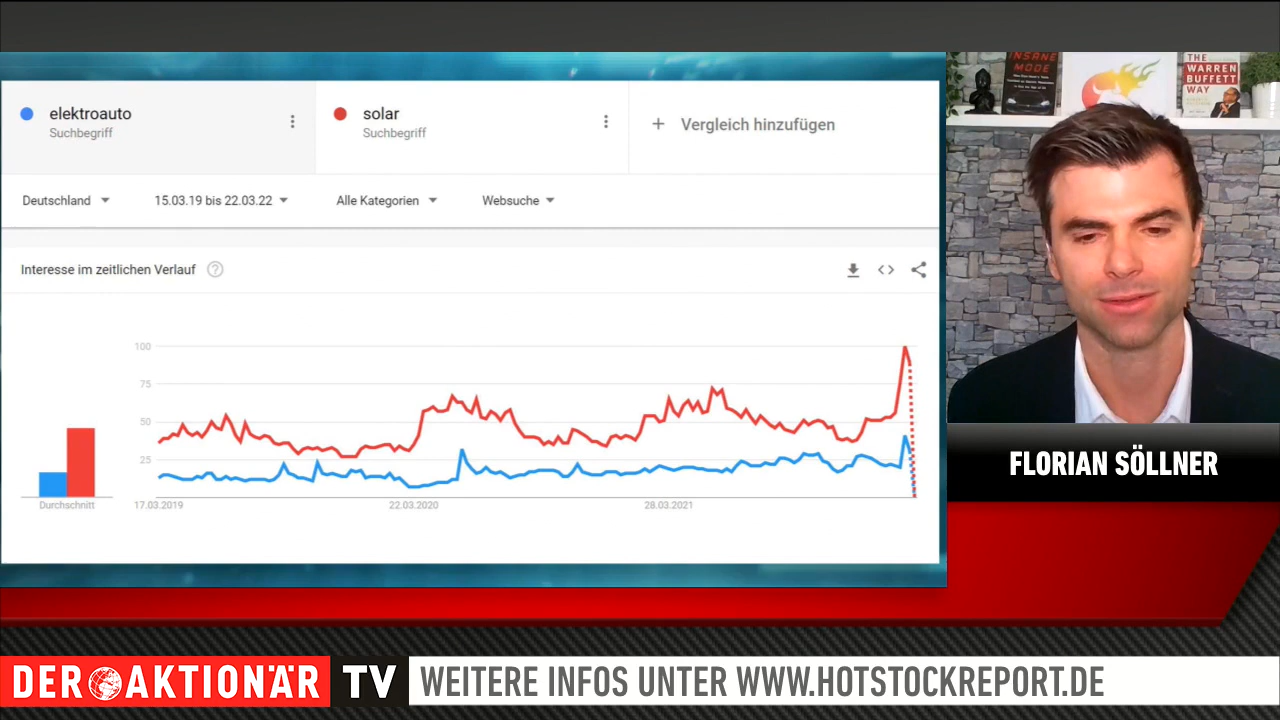 elektroauto
Suchbegriff
solar
Suchbegriff
+ Vergleich hinzufügen
Deutschland
15.03.19 bis 22.03.22
Alle Kategorien
Websuche
Interesse im zeitlichen Verlauf ?
100
75
50
25
Durchschnitt
17.03.2019
22.03.2020
28.03.2021
INSANE
MODE
THE
WARREN
BUFFETT
WAY
FLORIAN SÖLLNER
DER AKTIONÄR TV
WEITERE INFOS UNTER WWW.HOTSTOCKREPORT.DE